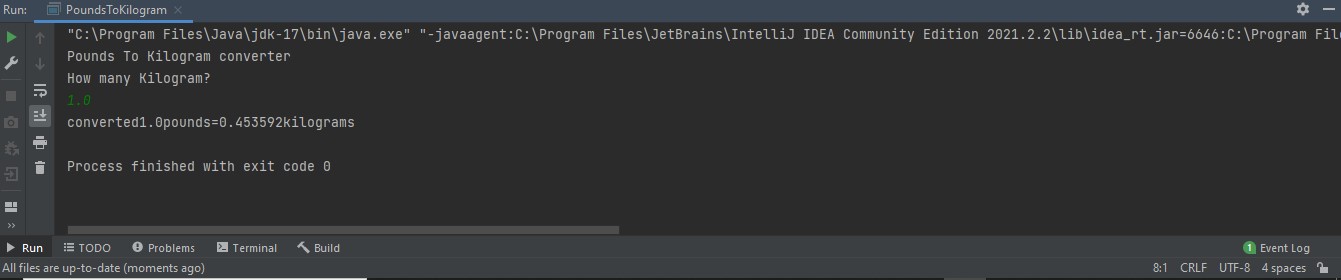 Run: PoundsToKilogram
"C:\Program Files\Java\jdk-17\bin\java.exe" "-javaagent:C:\Program Files\JetBrains\IntelliJ IDEA Community Edition 2021.2.2\lib\idea_rt.jar=6646:C:\Program File
Pounds To Kilogram converter
How many Kilogram?
1.0
converted1.0pounds=0.453592kilograms
Process finished with exit code 0
Run TODO Problems Terminal Build 1 Event Log
All files are up-to-date (moments ago) 8:1 CRLF UTF-8 4 spaces